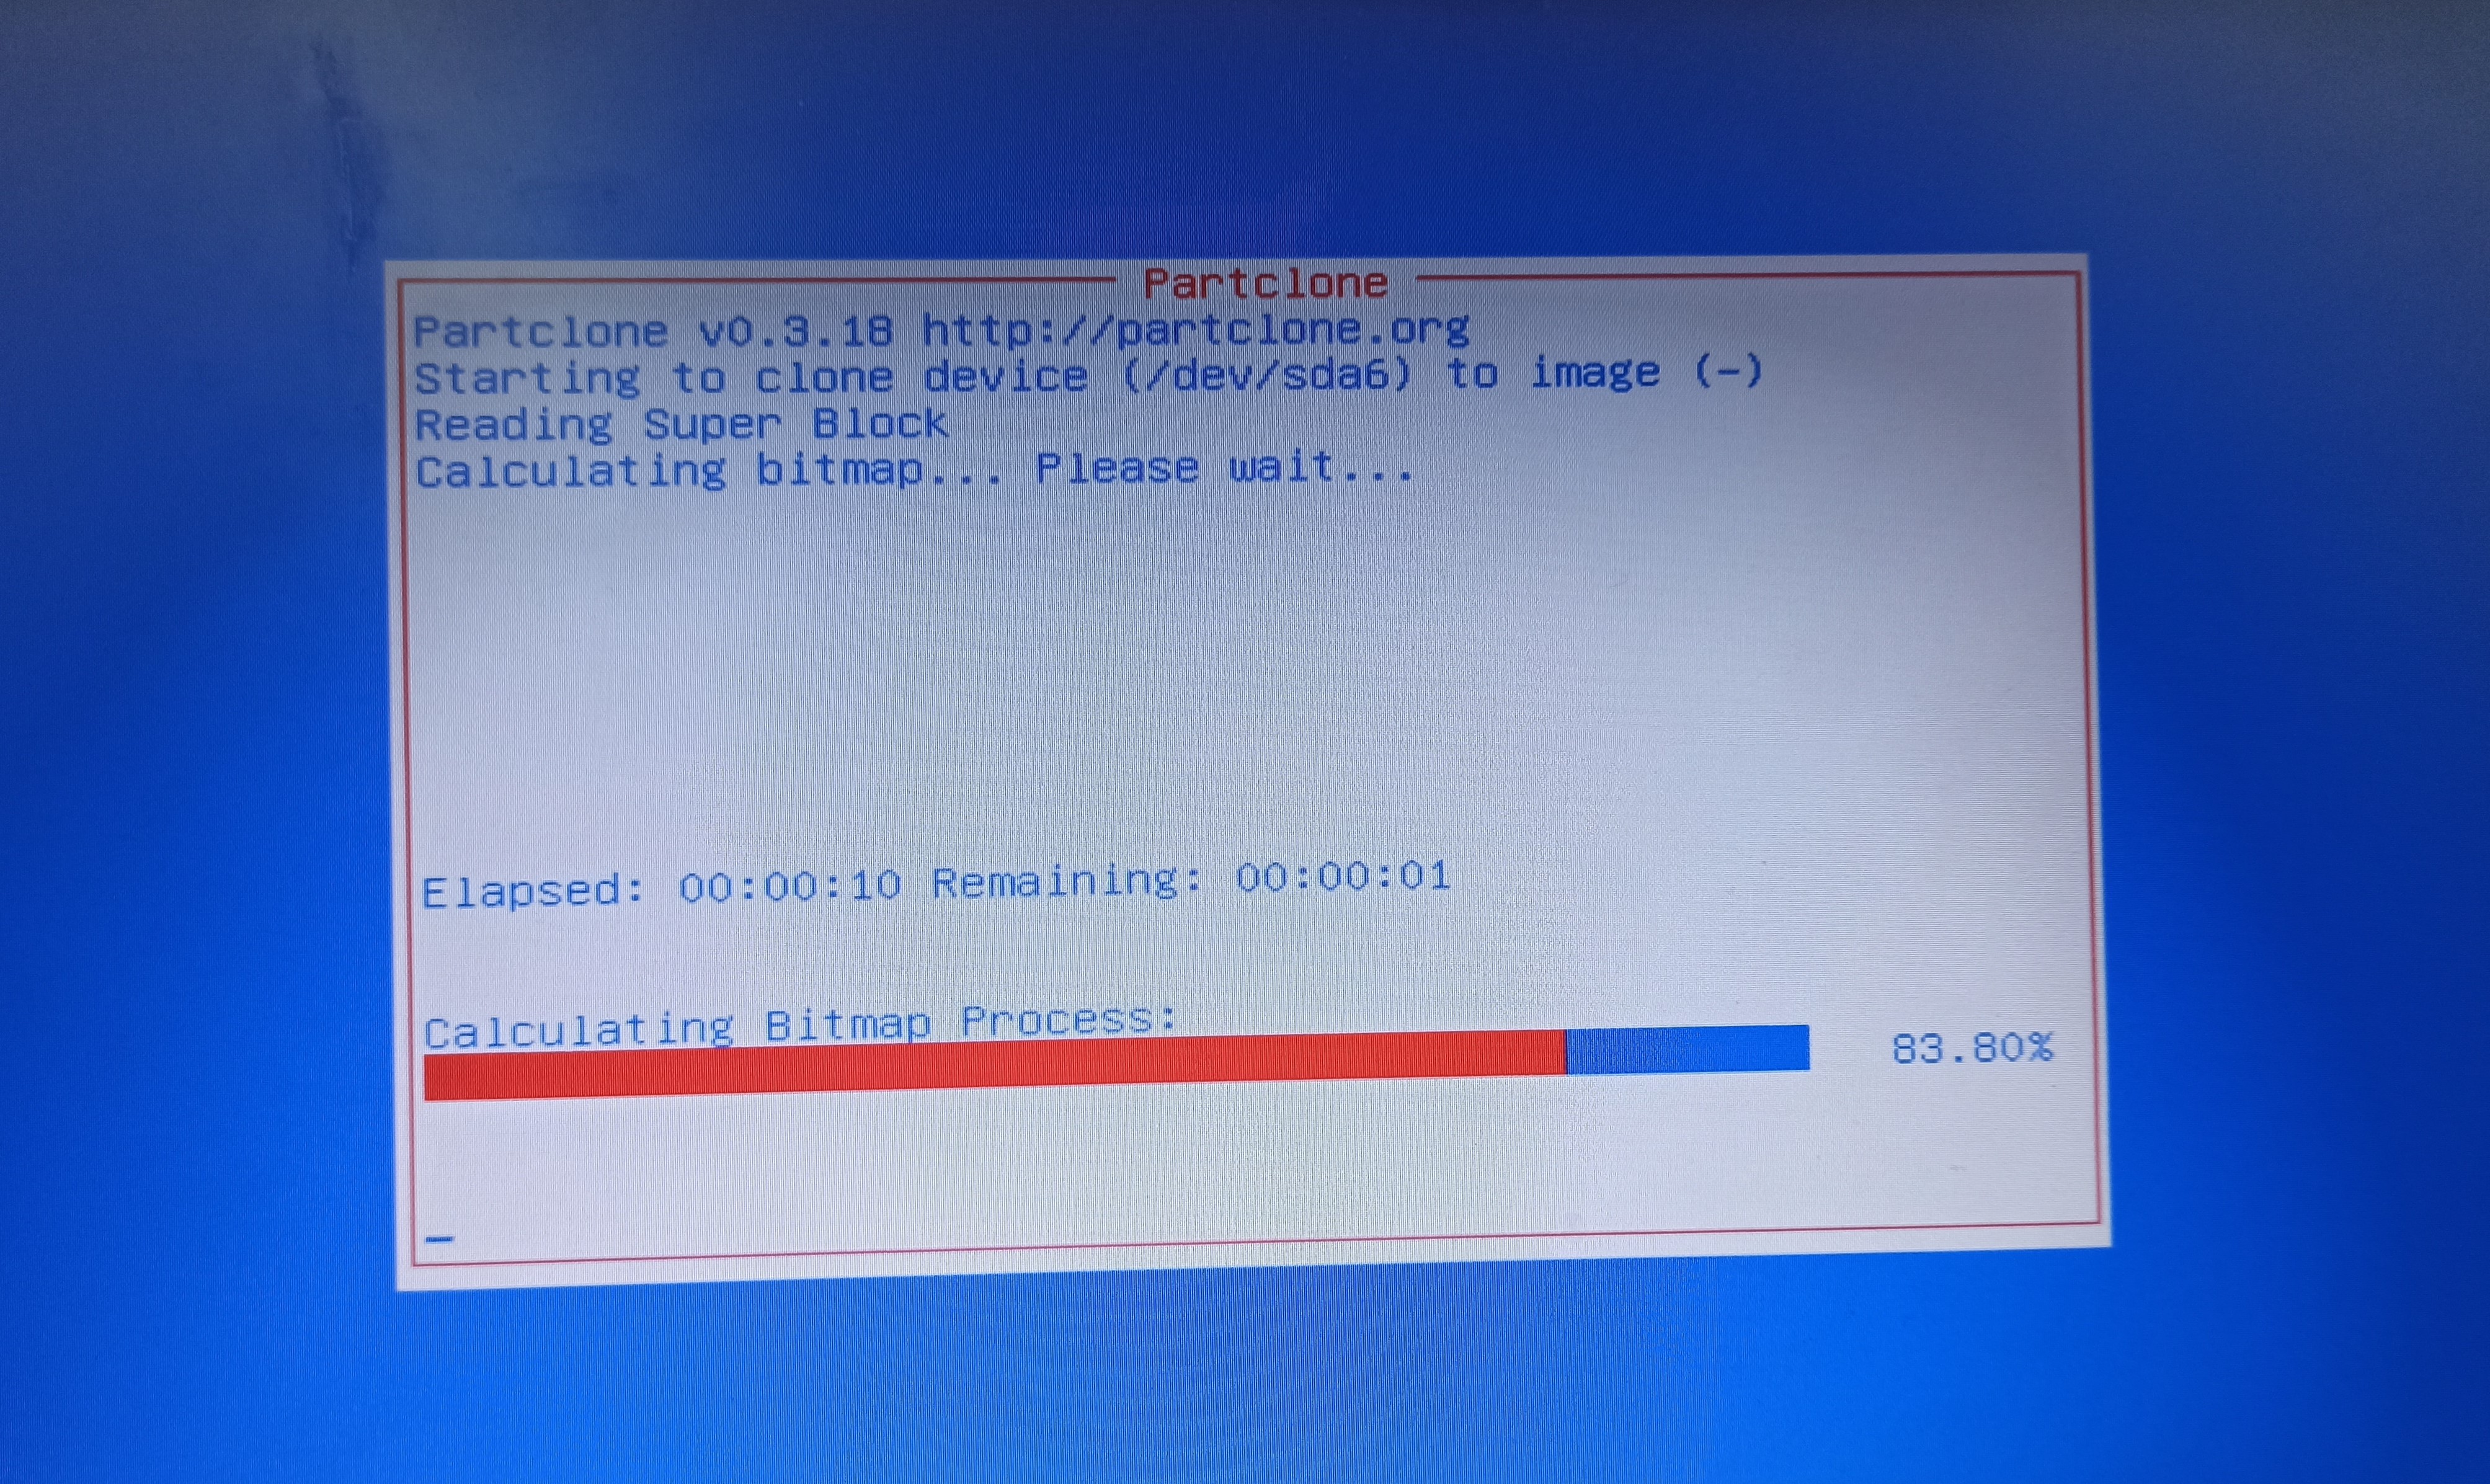 Partclone
Partclone v0.3.18 http://partclone.org
Starting to clone device (/dev/sda6) to image (-)
Reading Super Block
Calculating bitmap... Please wait...
Elapsed: 00:00:10 Remaining: 00:00:01
Calculating Bitmap Process:
83.80%